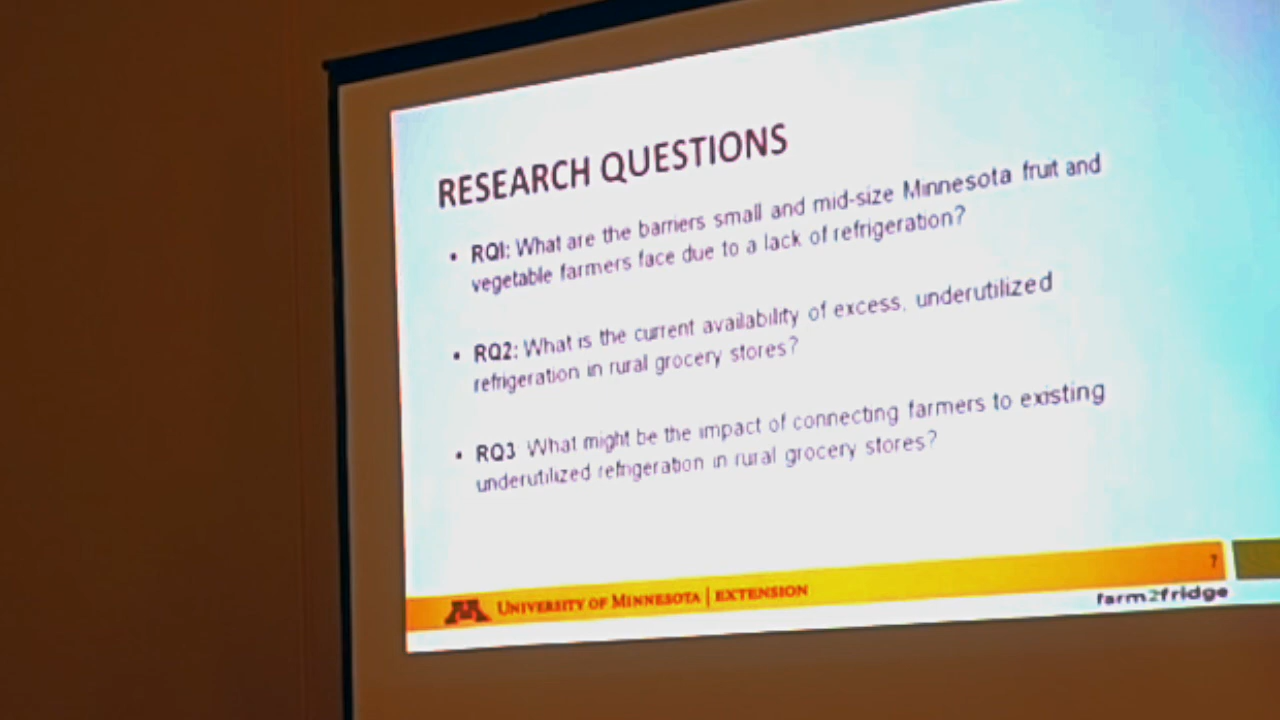 RESEARCH QUESTIONS
• RQ1: What are the barriers small and mid-size Minnesota fruit and
vegetable farmers face due to a lack of refrigeration?
• RQ2: What is the current availability of excess, underutilized
refrigeration in rural grocery stores?
• RQ3 What might be the impact of connecting farmers to existing
underutilized refrigeration in rural grocery stores?
7
M UNIVERSITY OF MINNESOTA | EXTENSION
farm2fridge